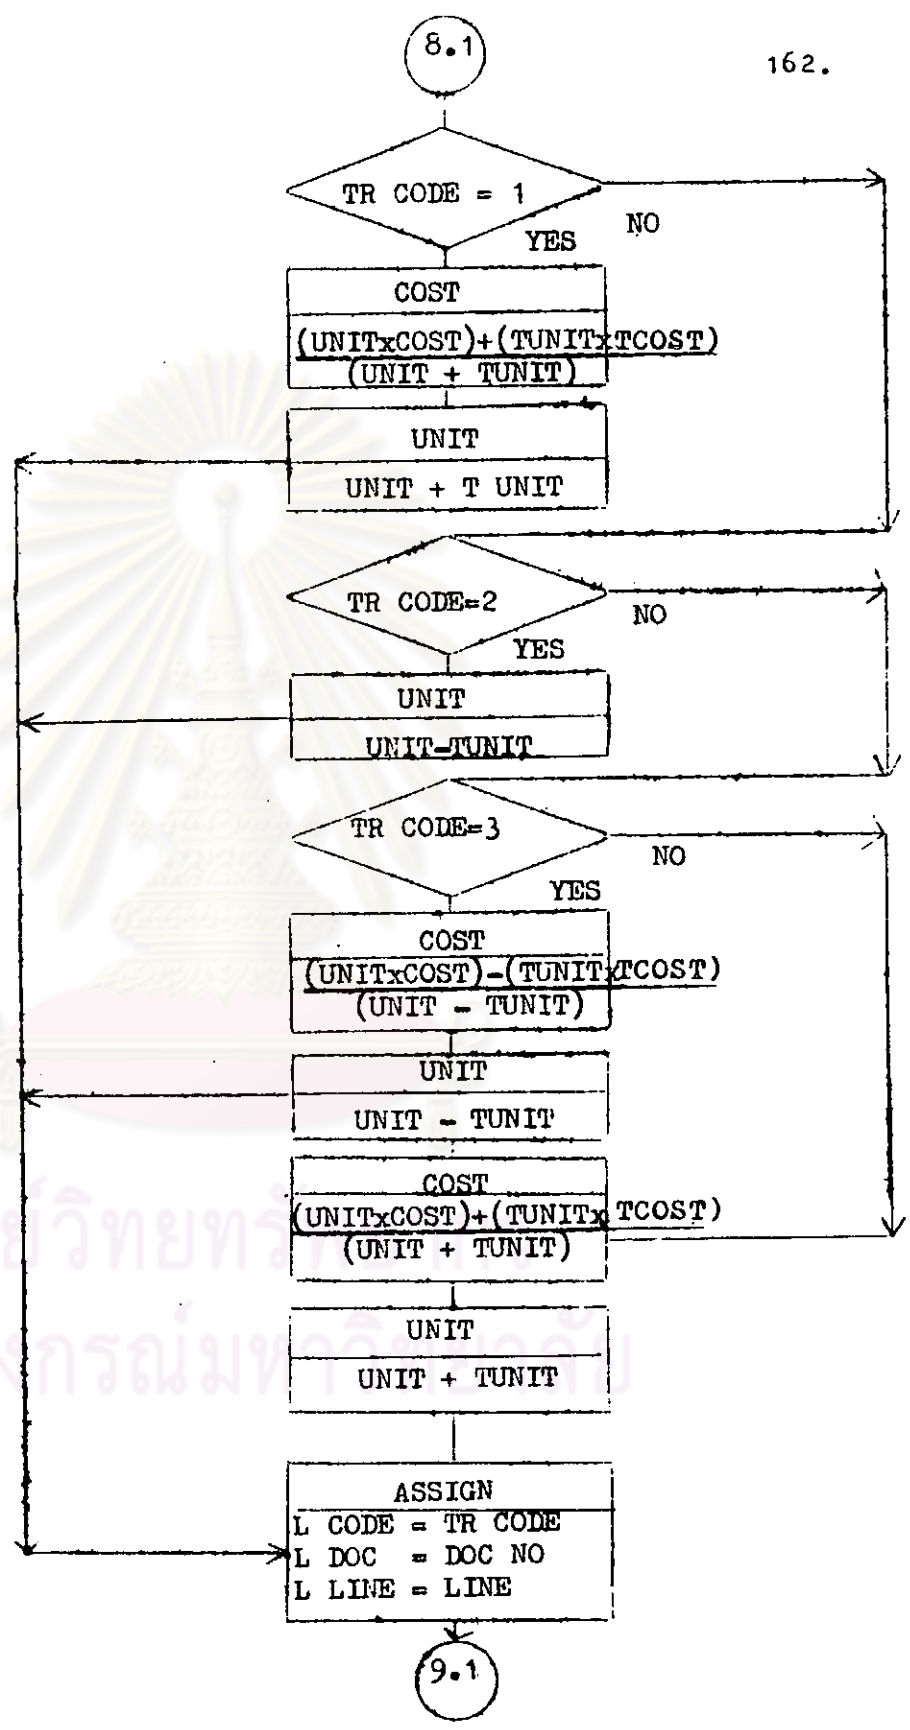 8.1
162.
TR CODE = 1
NO
YES
COST
(UNITxCOST)+(TUNITxTCOST)
(UNIT + TUNIT)
UNIT
UNIT + T UNIT
TR CODE=2
NO
YES
UNIT
UNIT-TUNIT
TR CODE=3
NO
YES
COST
(UNITxCOST)-(TUNITxTCOST)
(UNIT - TUNIT)
UNIT
UNIT - TUNIT
COST
(UNITxCOST)+(TUNITx TCOST)
(UNIT + TUNIT)
UNIT
UNIT + TUNIT
ASSIGN
L CODE = TR CODE
L DOC = DOC NO
L LINE = LINE
9.1